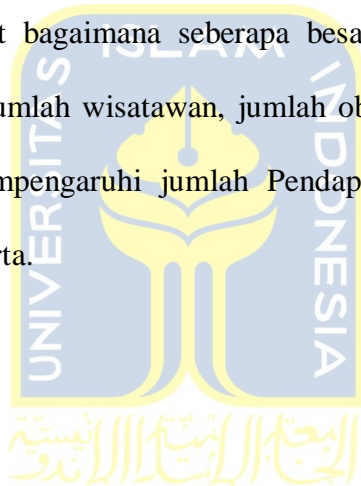 t bagaimana seberapa besa
ISLAM
umlah wisatawan, jumlah ob
mpengaruhi jumlah Pendap
rta.
UNIVERSITAS
INDONESIA